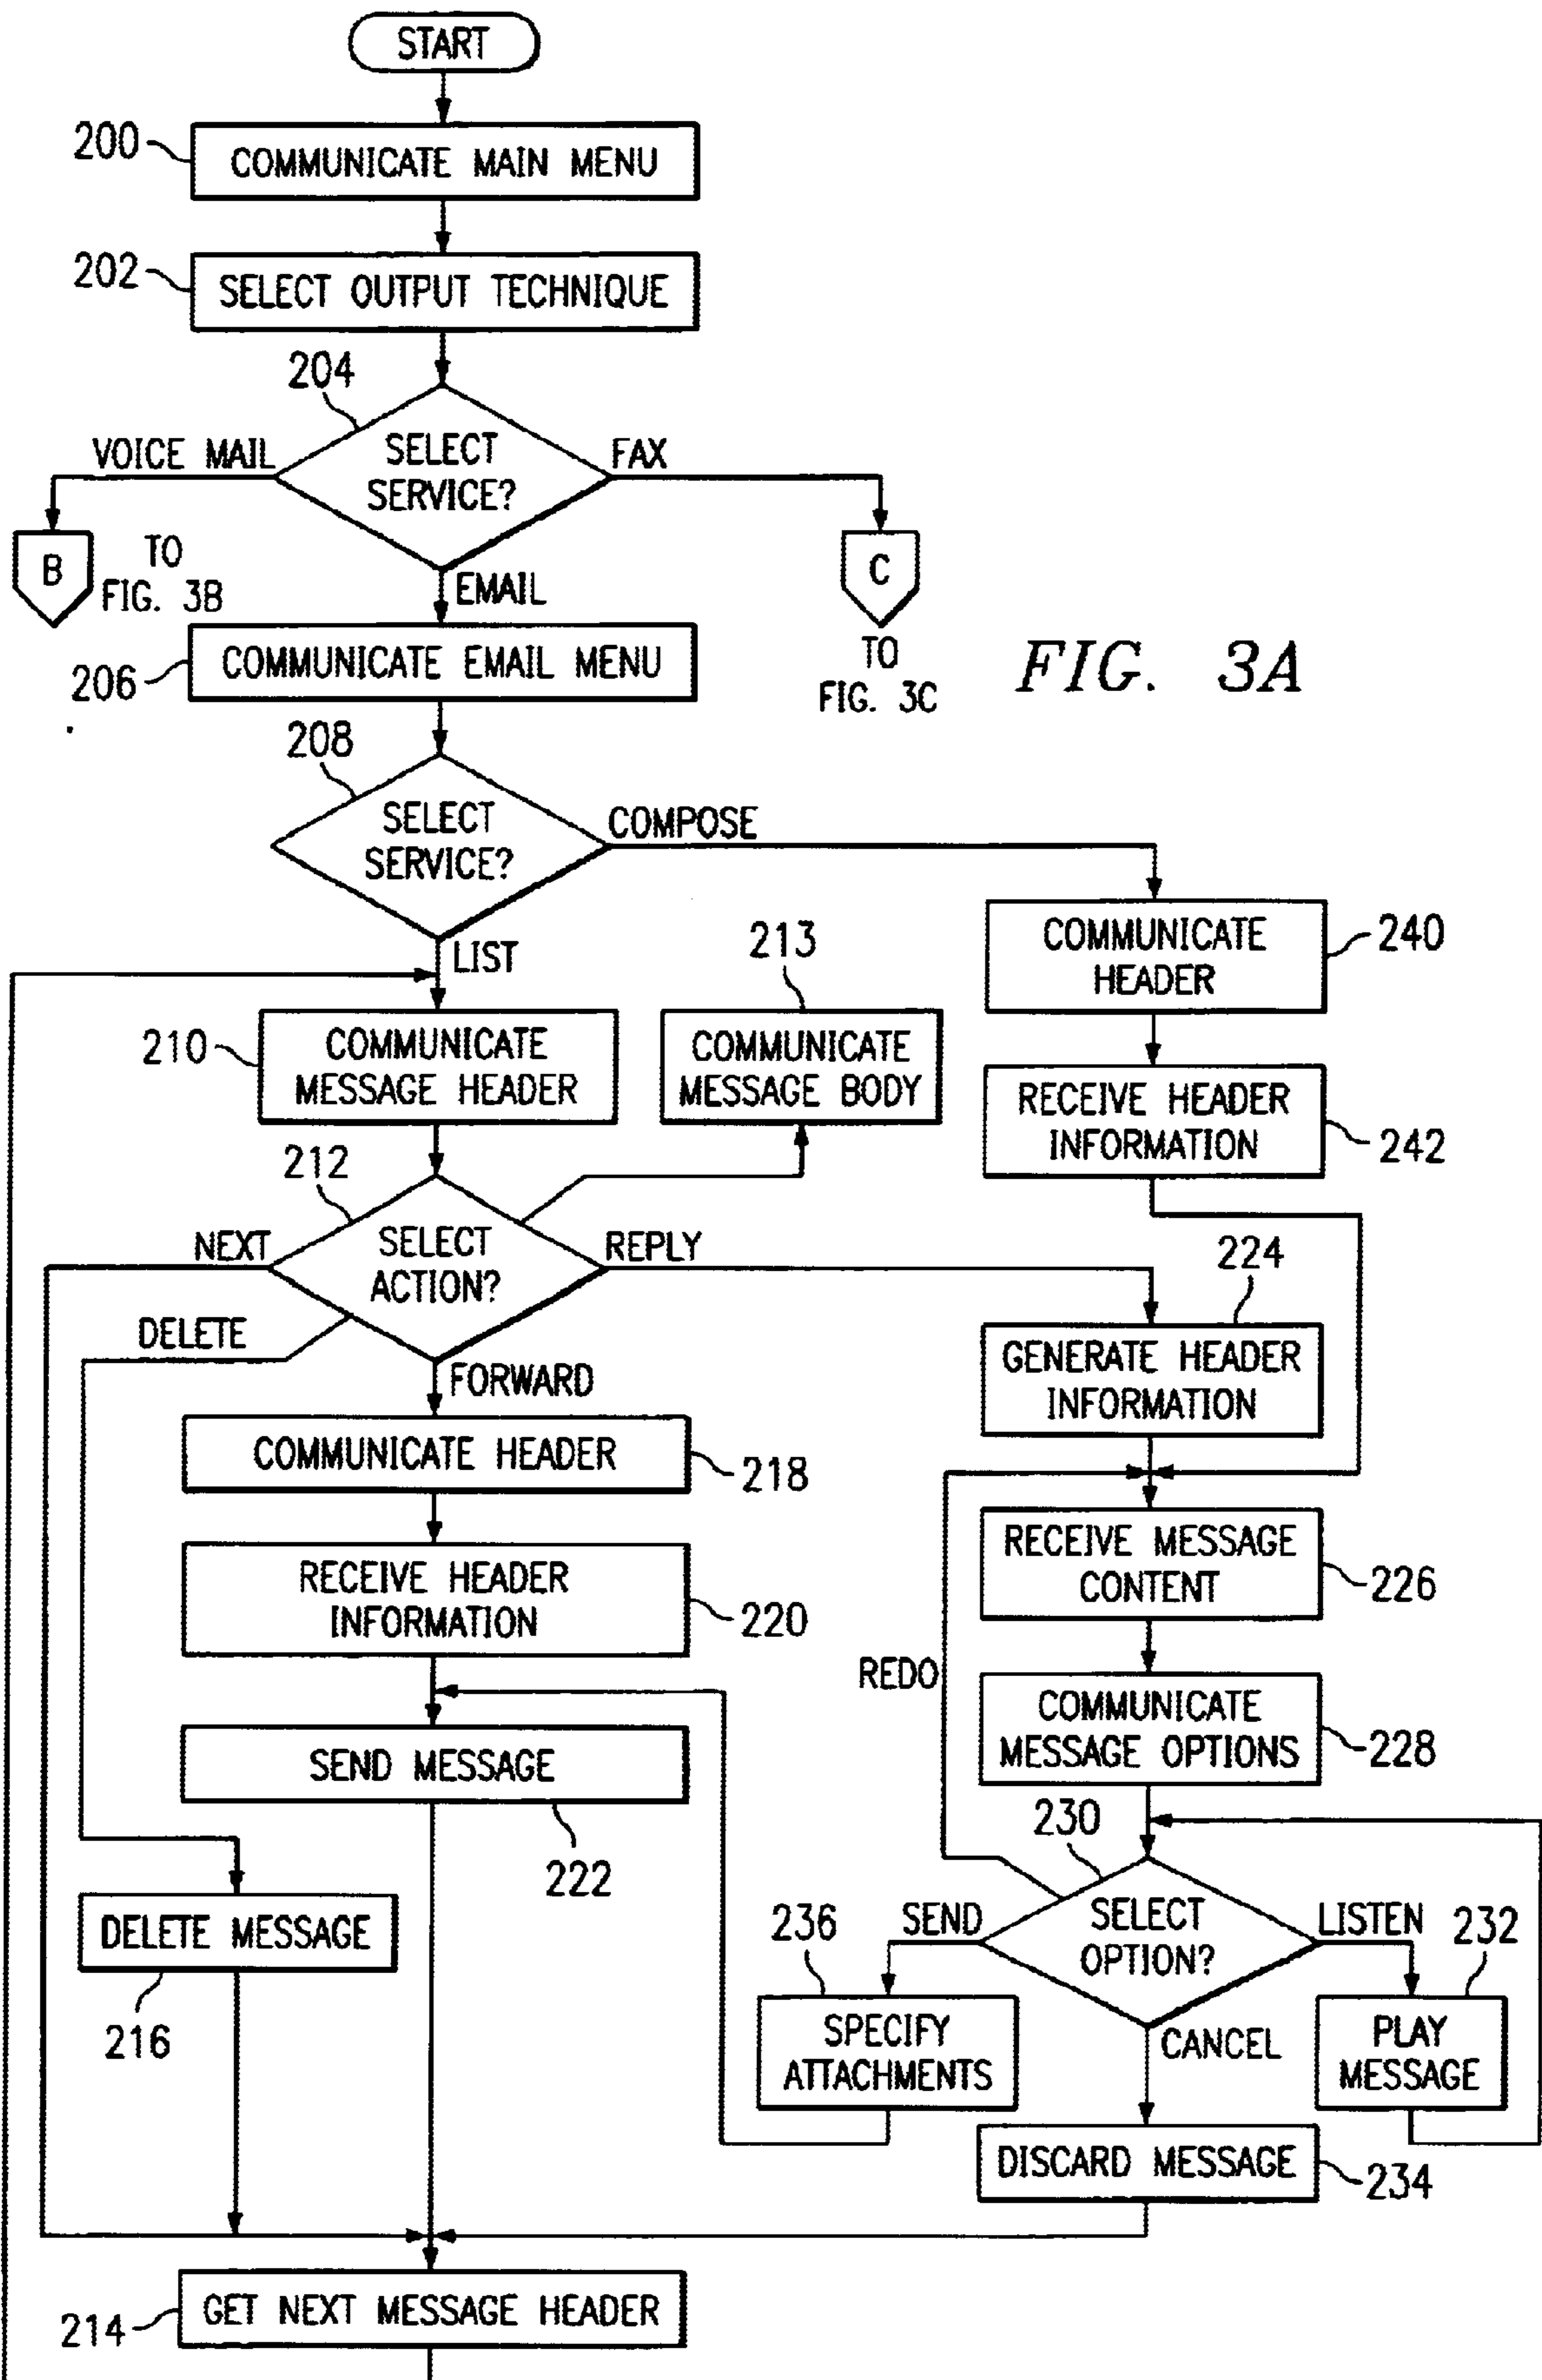 START
200
COMMUNICATE MAIN MENU
202
SELECT OUTPUT TECHNIQUE
204
VOICE MAIL
SELECT
SERVICE?
FAX
B
TO
FIG. 3B
EMAIL
C
TO
FIG. 3C
FIG. 3A
206
COMMUNICATE EMAIL MENU
208
SELECT
SERVICE?
COMPOSE
LIST
213
COMMUNICATE
HEADER
240
210
COMMUNICATE
MESSAGE HEADER
COMMUNICATE
MESSAGE BODY
RECEIVE HEADER
INFORMATION
242
212
NEXT
SELECT
ACTION?
REPLY
224
DELETE
FORWARD
GENERATE HEADER
INFORMATION
COMMUNICATE HEADER
218
RECEIVE HEADER
INFORMATION
220
RECEIVE MESSAGE
CONTENT
226
REDO
SEND MESSAGE
222
COMMUNICATE
MESSAGE OPTIONS
228
230
DELETE MESSAGE
216
236
SEND
SELECT
OPTION?
LISTEN
232
SPECIFY
ATTACHMENTS
CANCEL
PLAY
MESSAGE
DISCARD MESSAGE
234
214
GET NEXT MESSAGE HEADER